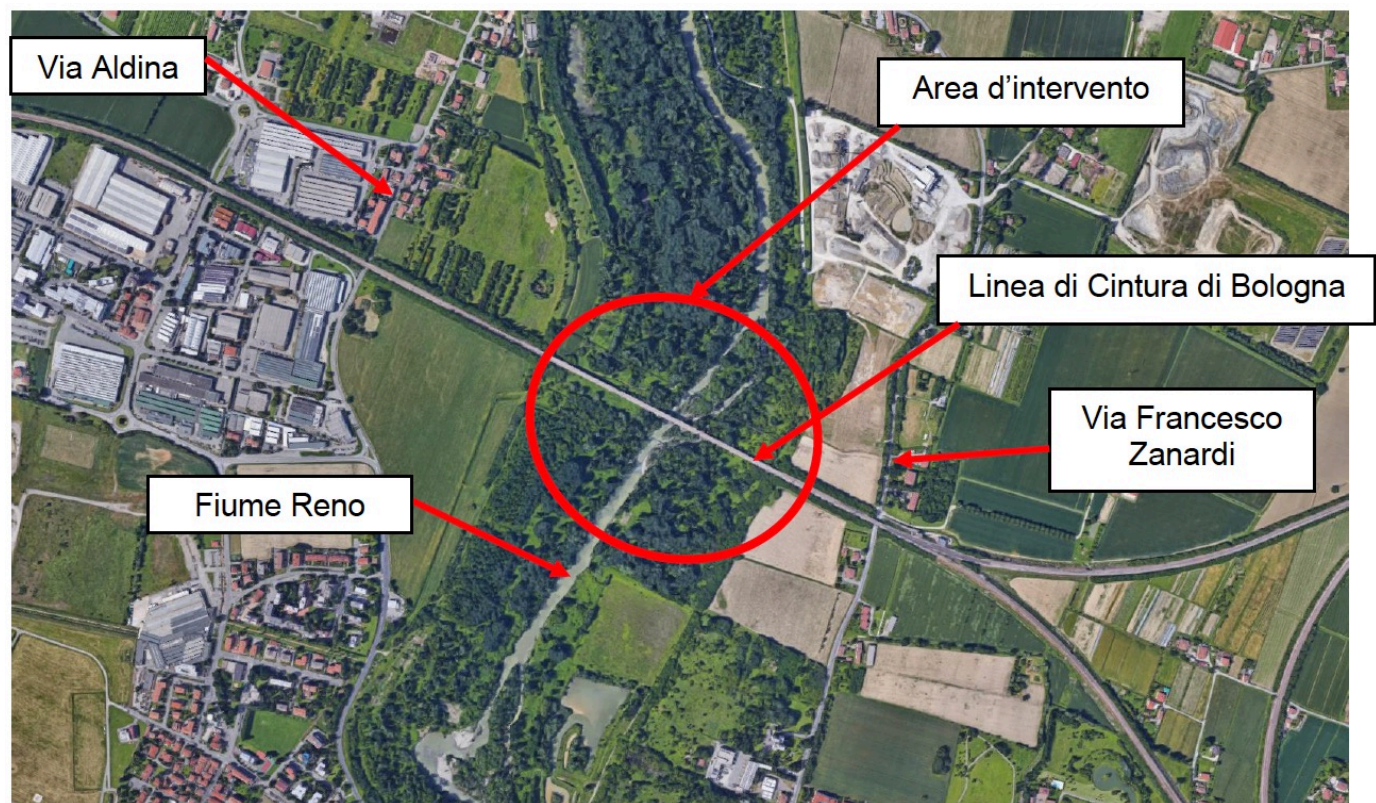 Via Aldina
Area d’intervento
Linea di Cintura di Bologna
Via Francesco
Zanardi
Fiume Reno